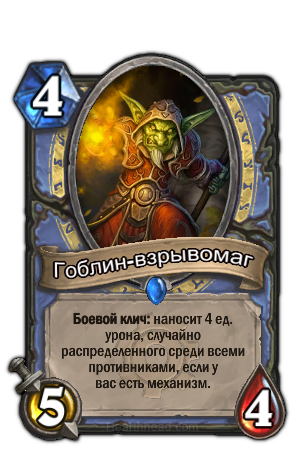 4
Гоблин-взрывомаг
Боевой клич: наносит 4 ед.
урона, случайно
распределенного среди всеми
противниками, если у
вас есть механизм.
5
4